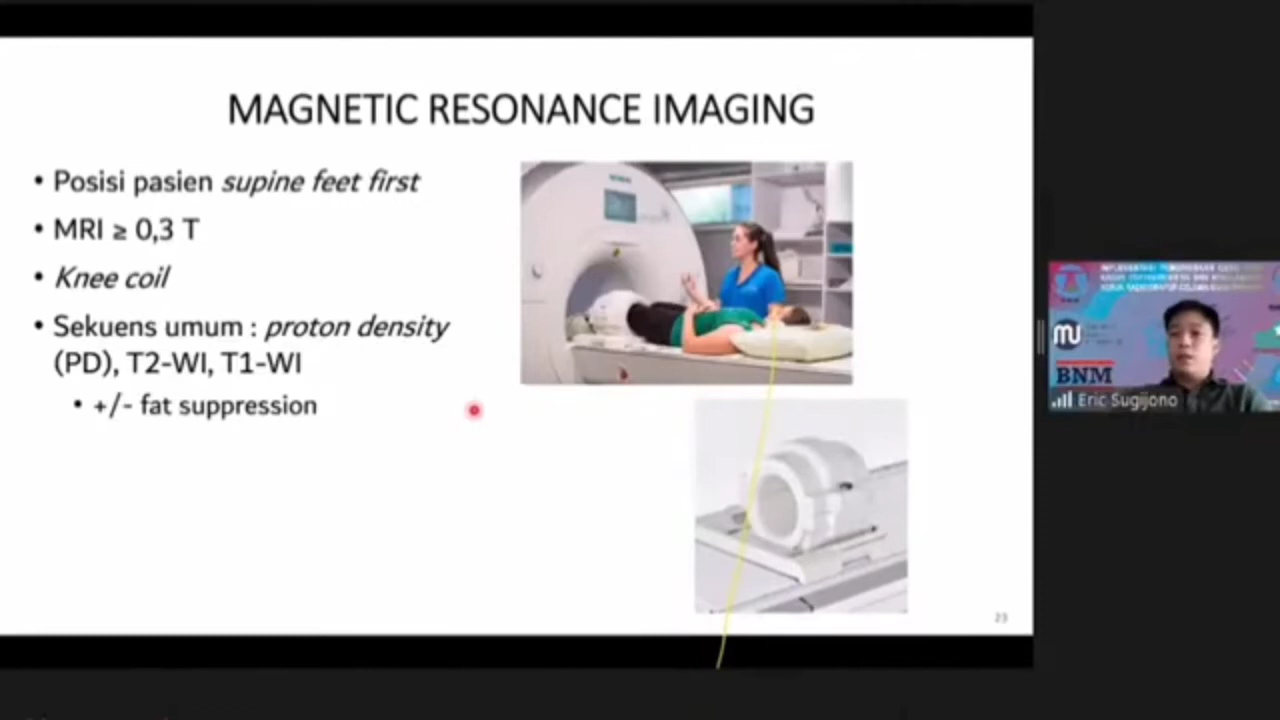 MAGNETIC RESONANCE IMAGING
• Posisi pasien supine feet first
• MRI ≥ 0,3 T
• Knee coil
• Sekuens umum : proton density
(PD), T2-WI, T1-WI
• +/- fat suppression
23
BNM
Eric Sugijono